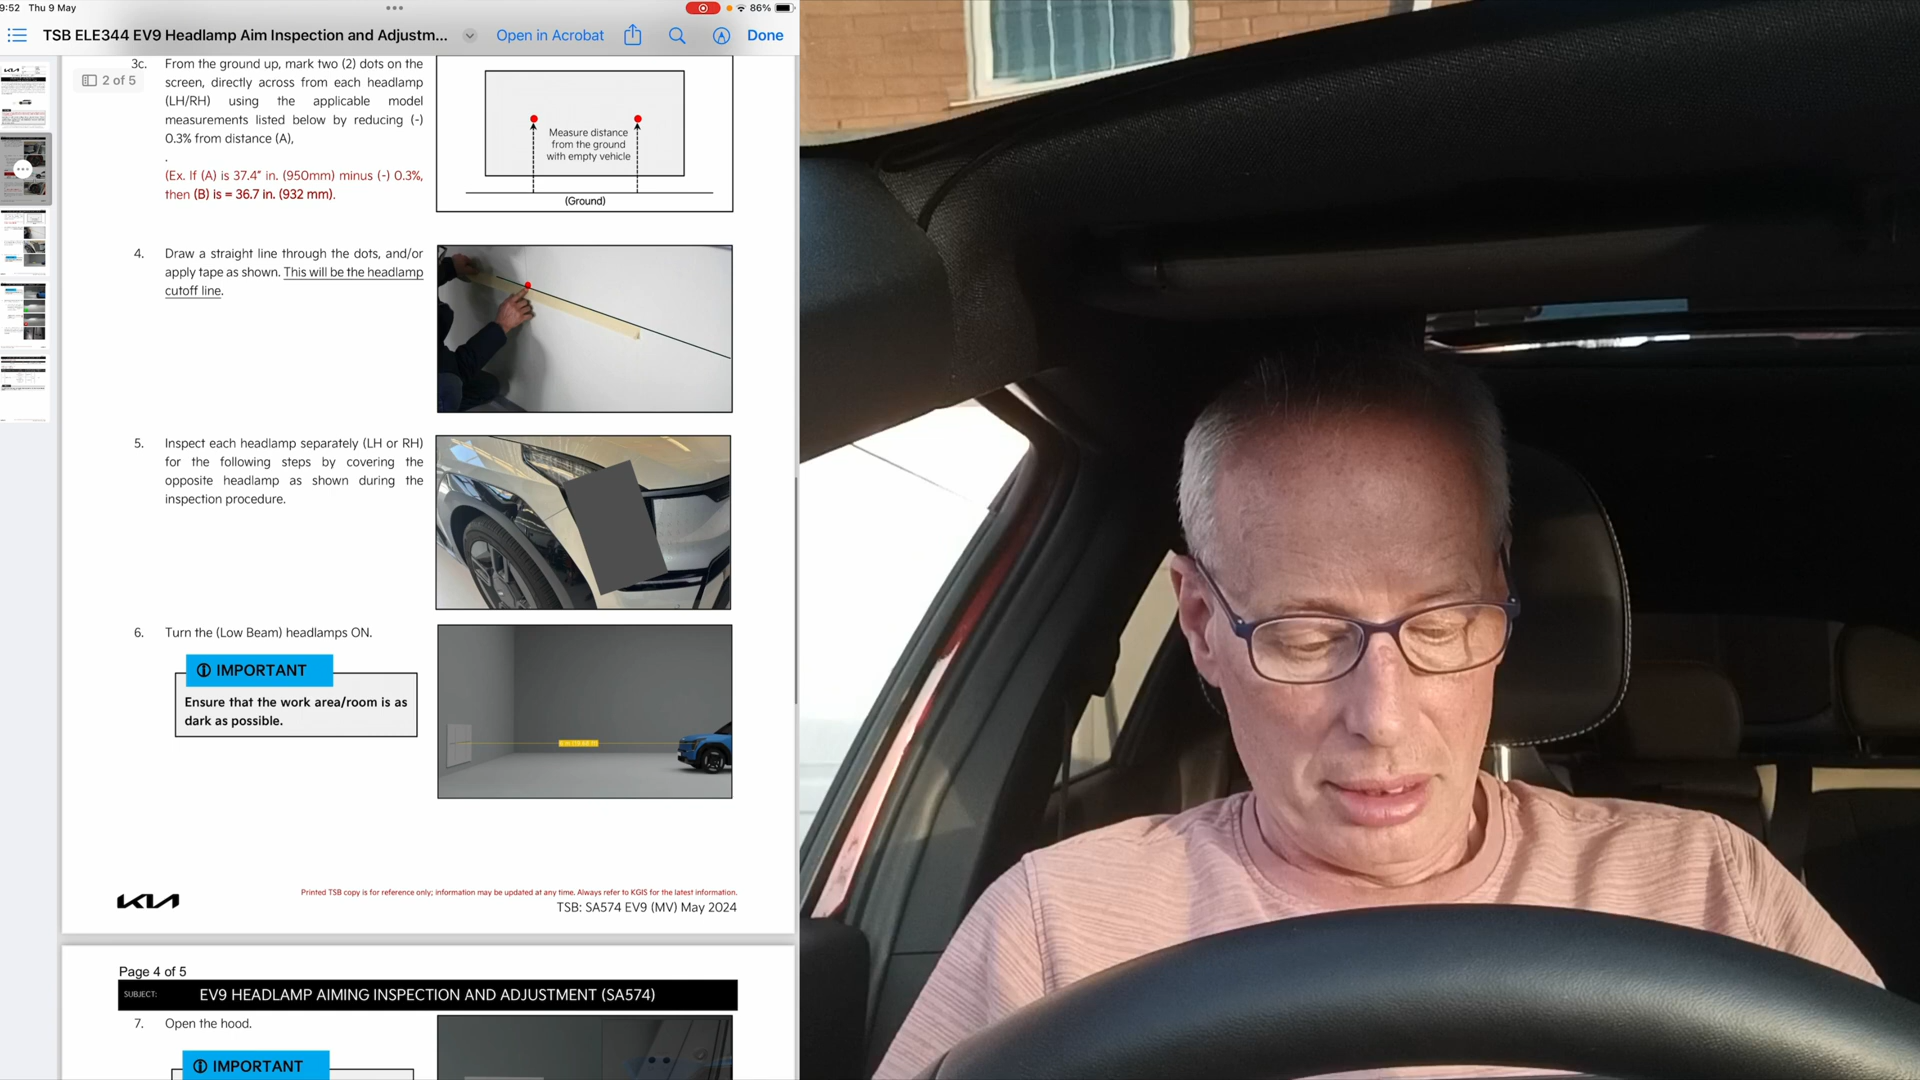 9:52 Thu 9 May
86%
TSB ELE344 EV9 Headlamp Aim Inspection and Adjustm...
Open in Acrobat
Done
2 of 5
3c. From the ground up, mark two (2) dots on the
screen, directly across from each headlamp
(LH/RH) using the applicable model
measurements listed below by reducing (-)
0.3% from distance (A),
.
(Ex. If (A) is 37.4" in. (950mm) minus (-) 0.3%,
then (B) is = 36.7 in. (932 mm).
Measure distance
from the ground
with empty vehicle
(Ground)
4. Draw a straight line through the dots, and/or
apply tape as shown. This will be the headlamp
cutoff line.
5. Inspect each headlamp separately (LH or RH)
for the following steps by covering the
opposite headlamp as shown during the
inspection procedure.
6. Turn the (Low Beam) headlamps ON.
IMPORTANT
Ensure that the work area/room is as
dark as possible.
KIA
Printed TSB copy is for reference only; information may be updated at any time. Always refer to KGIS for the latest information.
TSB: SA574 EV9 (MV) May 2024
Page 4 of 5
SUBJECT:
EV9 HEADLAMP AIMING INSPECTION AND ADJUSTMENT (SA574)
7. Open the hood.
IMPORTANT